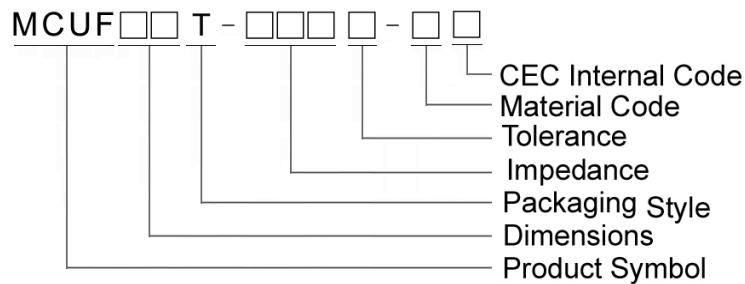 MCUF□□ T - □□□ □ - □ □
CEC Internal Code
Material Code
Tolerance
Impedance
Packaging Style
Dimensions
Product Symbol